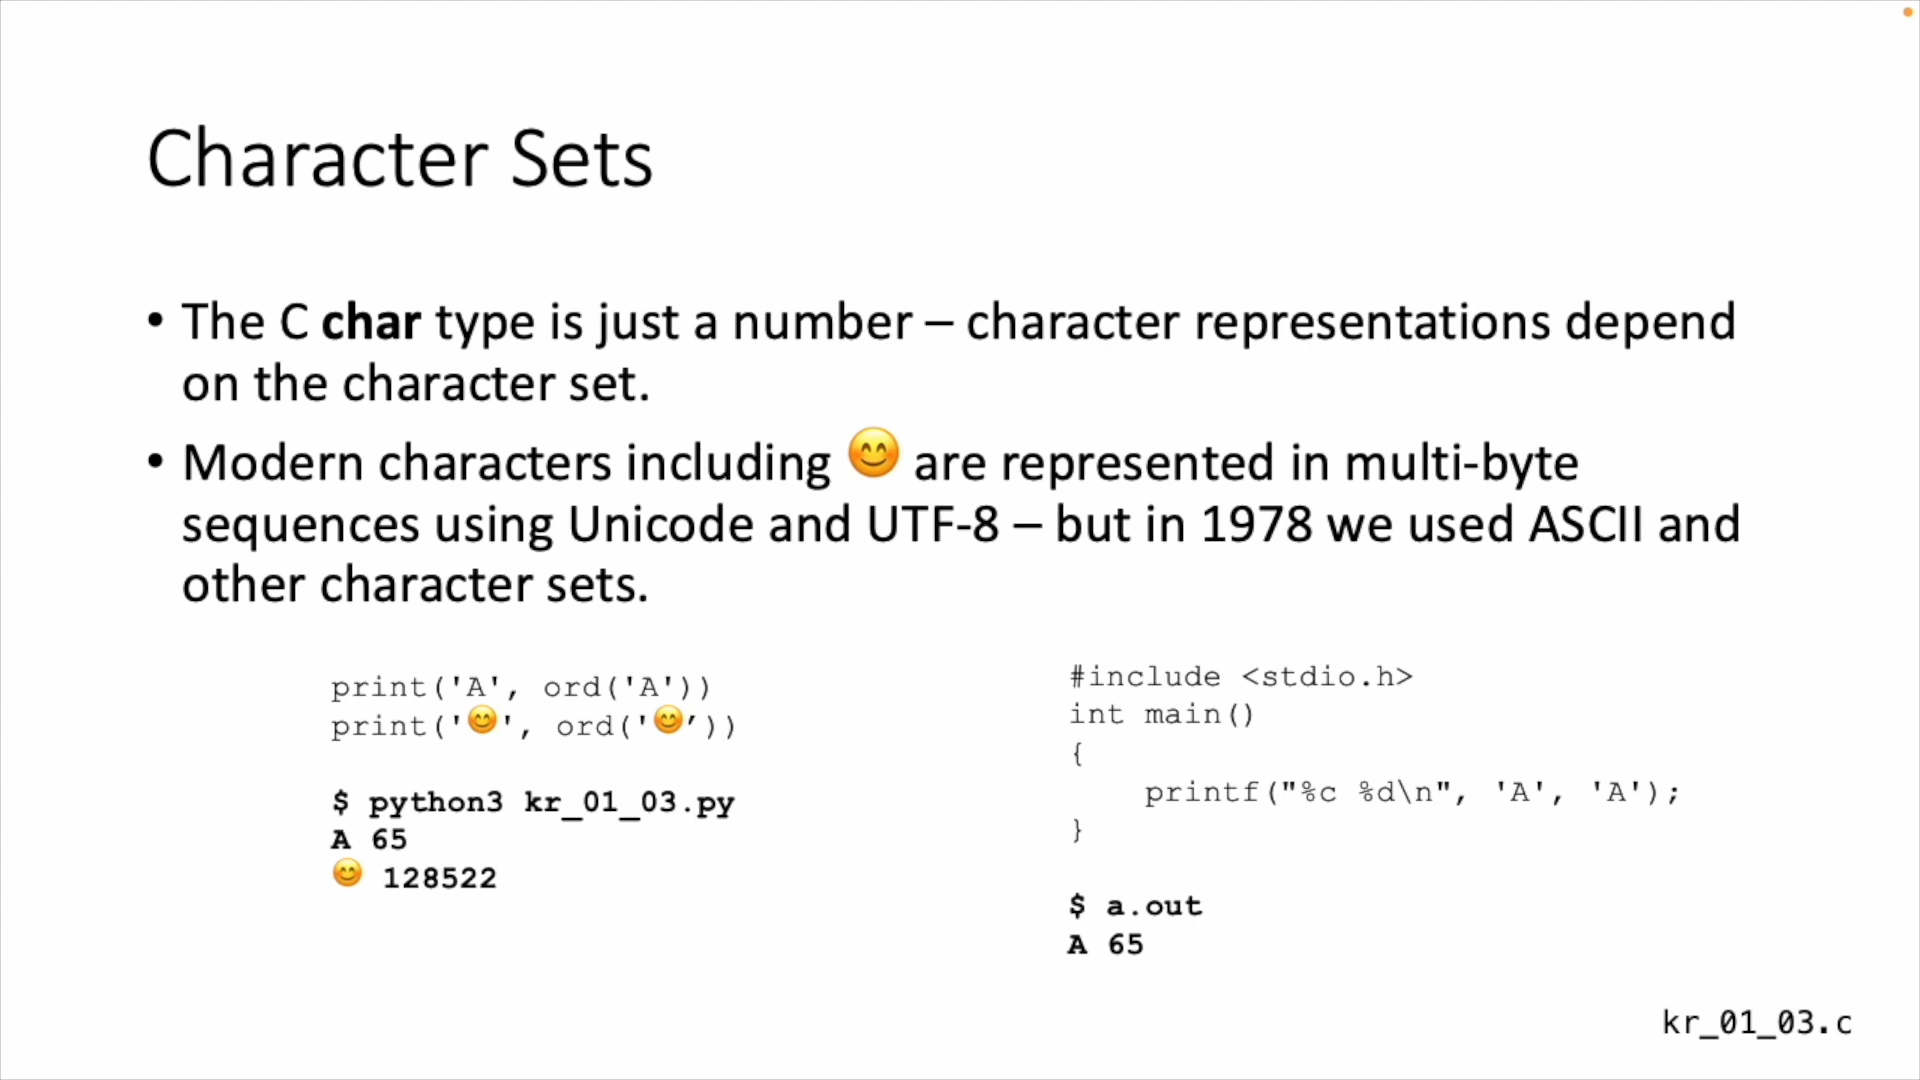 Character Sets
• The C char type is just a number – character representations depend
on the character set.
• Modern characters including 😊 are represented in multi-byte
sequences using Unicode and UTF-8 – but in 1978 we used ASCII and
other character sets.
print('A', ord('A'))
print('😊', ord('😊’))
$ python3 kr_01_03.py
A 65
😊 128522
#include <stdio.h>
int main()
{
    printf("%c %d\n", 'A', 'A');
}
$ a.out
A 65
kr_01_03.c